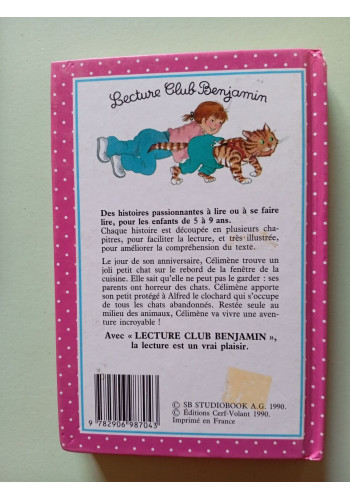 Lecture Club Benjamin
Des histoires passionnantes à lire ou à se faire
lire, pour les enfants de 5 à 9 ans.
Chaque histoire est découpée en plusieurs cha-
pitres, pour faciliter la lecture, et très illustrée,
pour améliorer la compréhension du texte.
Le jour de son anniversaire, Célimène trouve un
joli petit chat sur le rebord de la fenêtre de la
cuisine. Elle sait qu'elle ne peut pas le garder : ses
parents ont horreur des chats. Célimène apporte
son petit protégé à Alfred le clochard qui s'occupe
de tous les chats abandonnés. Restée seule au
milieu des animaux, Célimène va vivre une aven-
ture incroyable !
Avec « LECTURE CLUB BENJAMIN »,
la lecture est un vrai plaisir.
© SB STUDIOBOOK A.G. 1990.
© Éditions Cerf-Volant 1990.
Imprimé en France
9 782906 987043